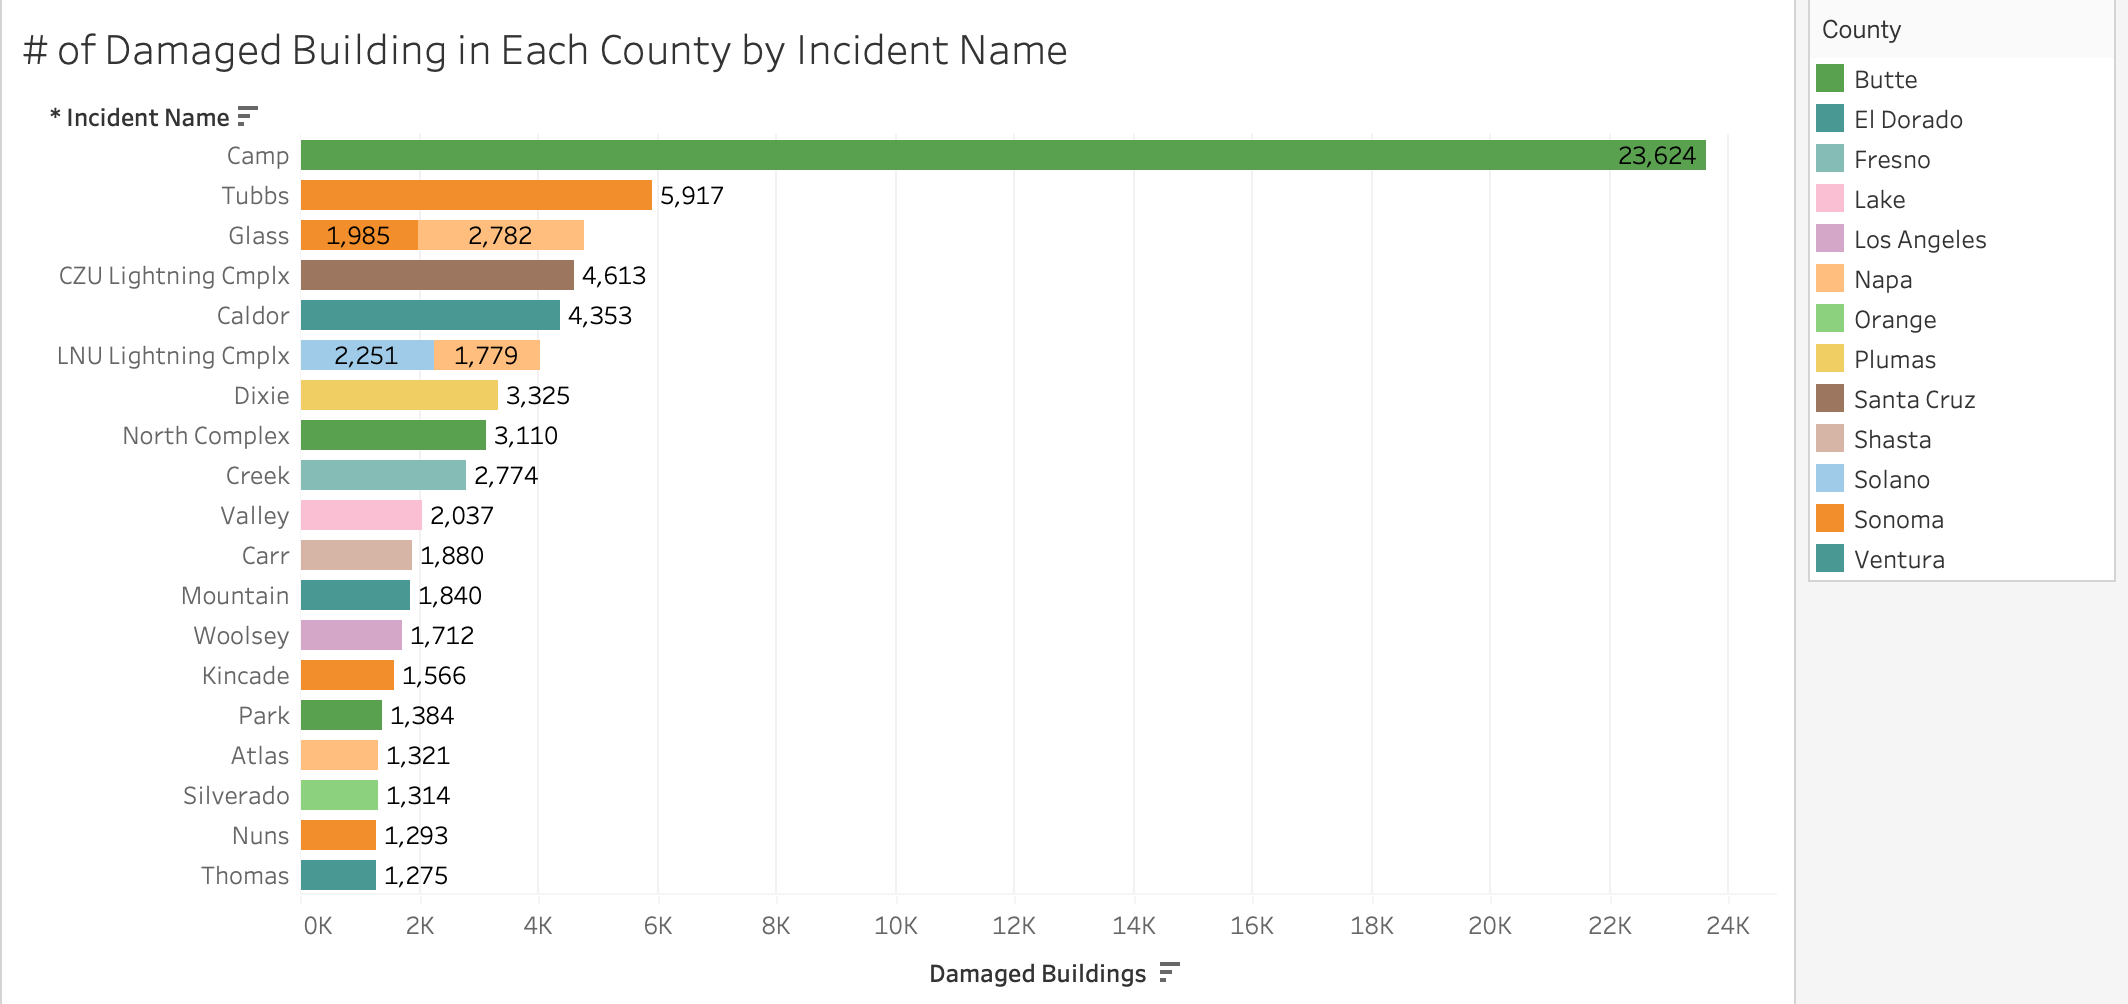 # of Damaged Building in Each County by Incident Name
* Incident Name
Camp 23,624
Tubbs 5,917
Glass 1,985 2,782
CZU Lightning Cmplx 4,613
Caldor 4,353
LNU Lightning Cmplx 2,251 1,779
Dixie 3,325
North Complex 3,110
Creek 2,774
Valley 2,037
Carr 1,880
Mountain 1,840
Woolsey 1,712
Kincade 1,566
Park 1,384
Atlas 1,321
Silverado 1,314
Nuns 1,293
Thomas 1,275
0K 2K 4K 6K 8K 10K 12K 14K 16K 18K 20K 22K 24K
Damaged Buildings
County
Butte
El Dorado
Fresno
Lake
Los Angeles
Napa
Orange
Plumas
Santa Cruz
Shasta
Solano
Sonoma
Ventura